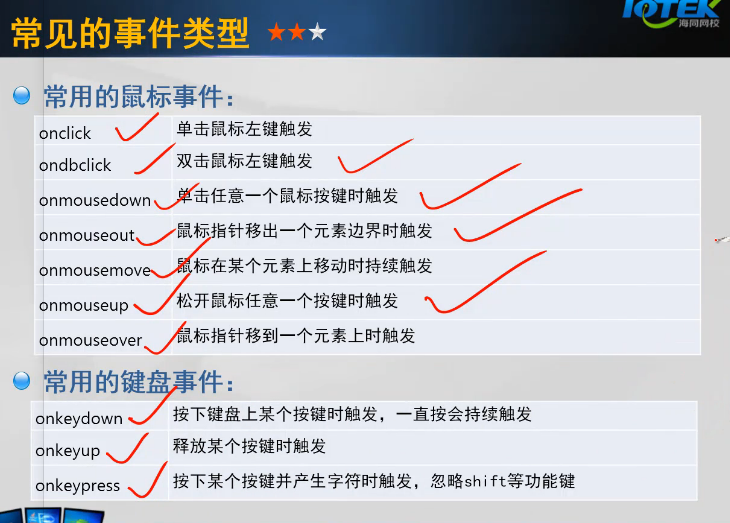 常见的事件类型
IOTEK
海同网校
常用的鼠标事件：
onclick 单击鼠标左键触发
ondbclick 双击鼠标左键触发
onmousedown 单击任意一个鼠标按键时触发
onmouseout 鼠标指针移出一个元素边界时触发
onmousemove 鼠标在某个元素上移动时持续触发
onmouseup 松开鼠标任意一个按键时触发
onmouseover 鼠标指针移到一个元素上时触发
常用的键盘事件：
onkeydown 按下键盘上某个按键时触发，一直按会持续触发
onkeyup 释放某个按键时触发
onkeypress 按下某个按键并产生字符时触发，忽略shift等功能键